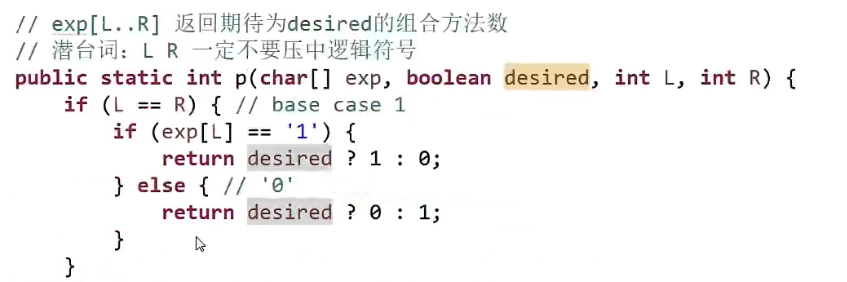 // exp[L..R] 返回期待为desired的组合方法数
// 潜台词：L R 一定不要压中逻辑符号
public static int p(char[] exp, boolean desired, int L, int R) {
    if (L == R) { // base case 1
        if (exp[L] == '1') {
            return desired ? 1 : 0;
        } else { // '0'
            return desired ? 0 : 1;
        }
    }